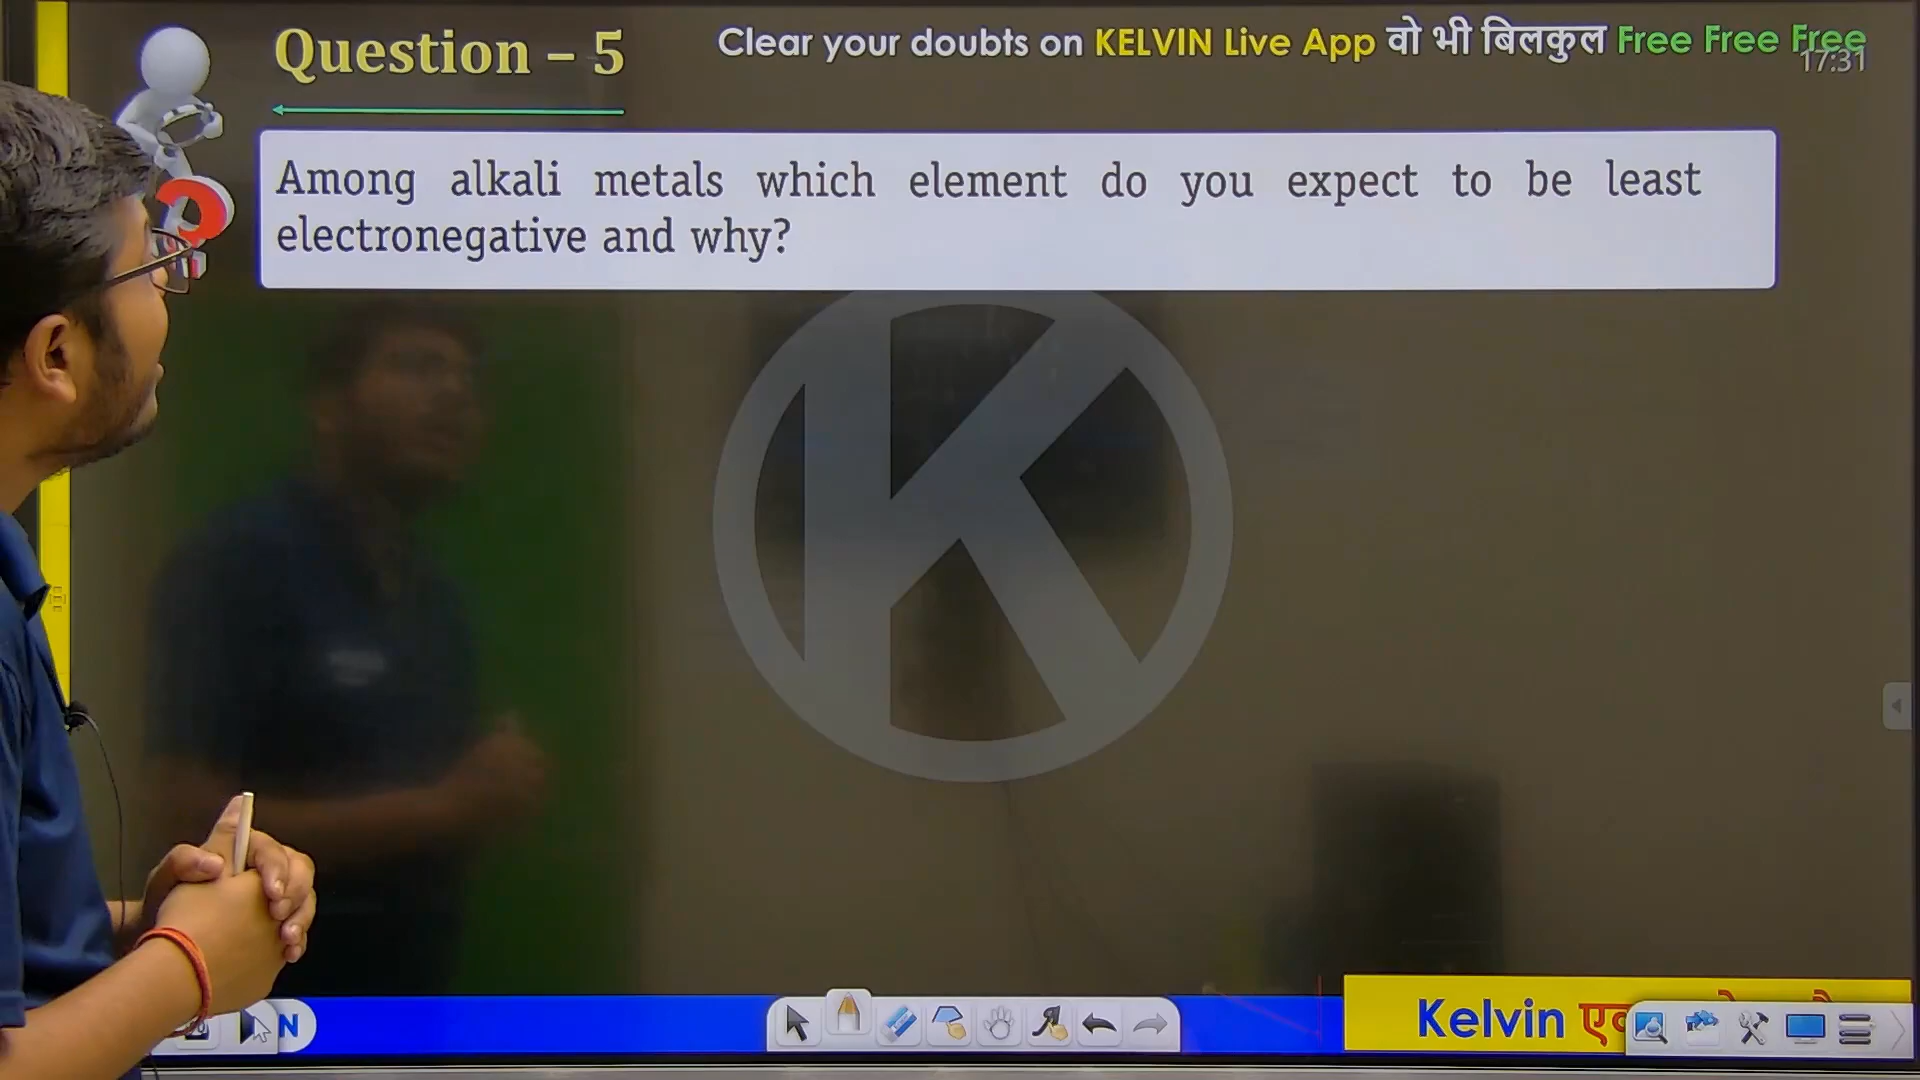 Question – 5
Clear your doubts on KELVIN Live App वो भी बिलकुल Free Free Free
17:31
Among alkali metals which element do you expect to be least
electronegative and why?
K
N
Kelvin